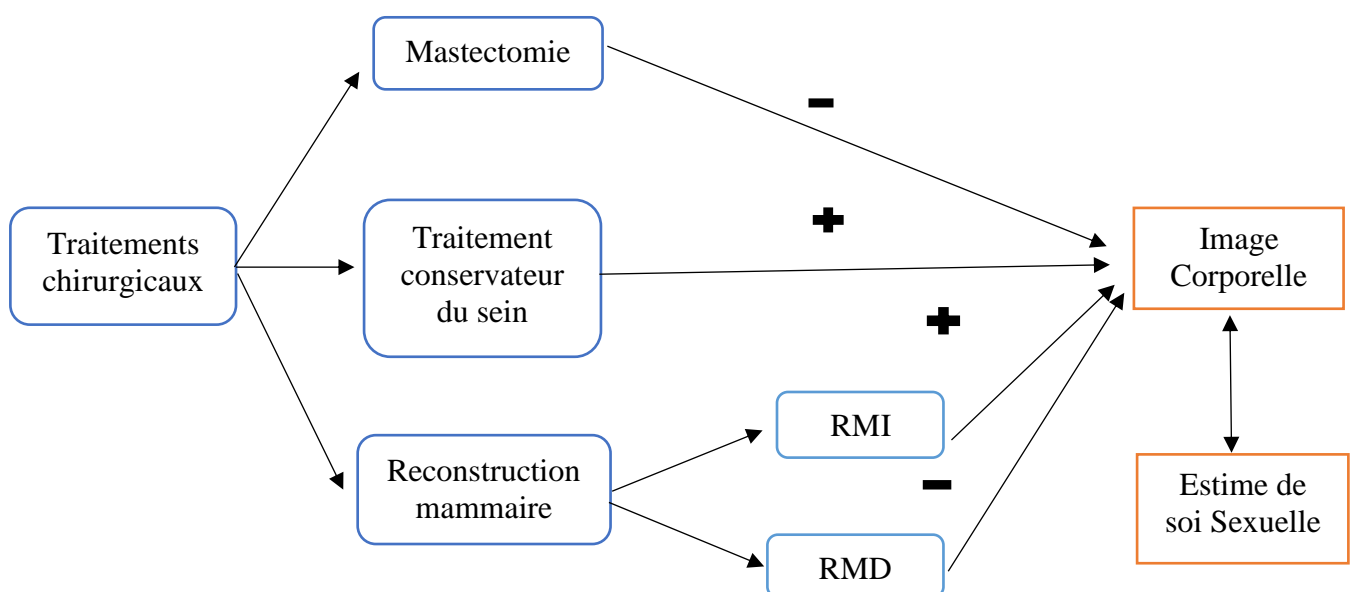 Mastectomie
-
+
Traitements
chirurgicaux
Traitement
conservateur
du sein
Image
Corporelle
+
RMI
Reconstruction
mammaire
-
Estime de
soi Sexuelle
RMD